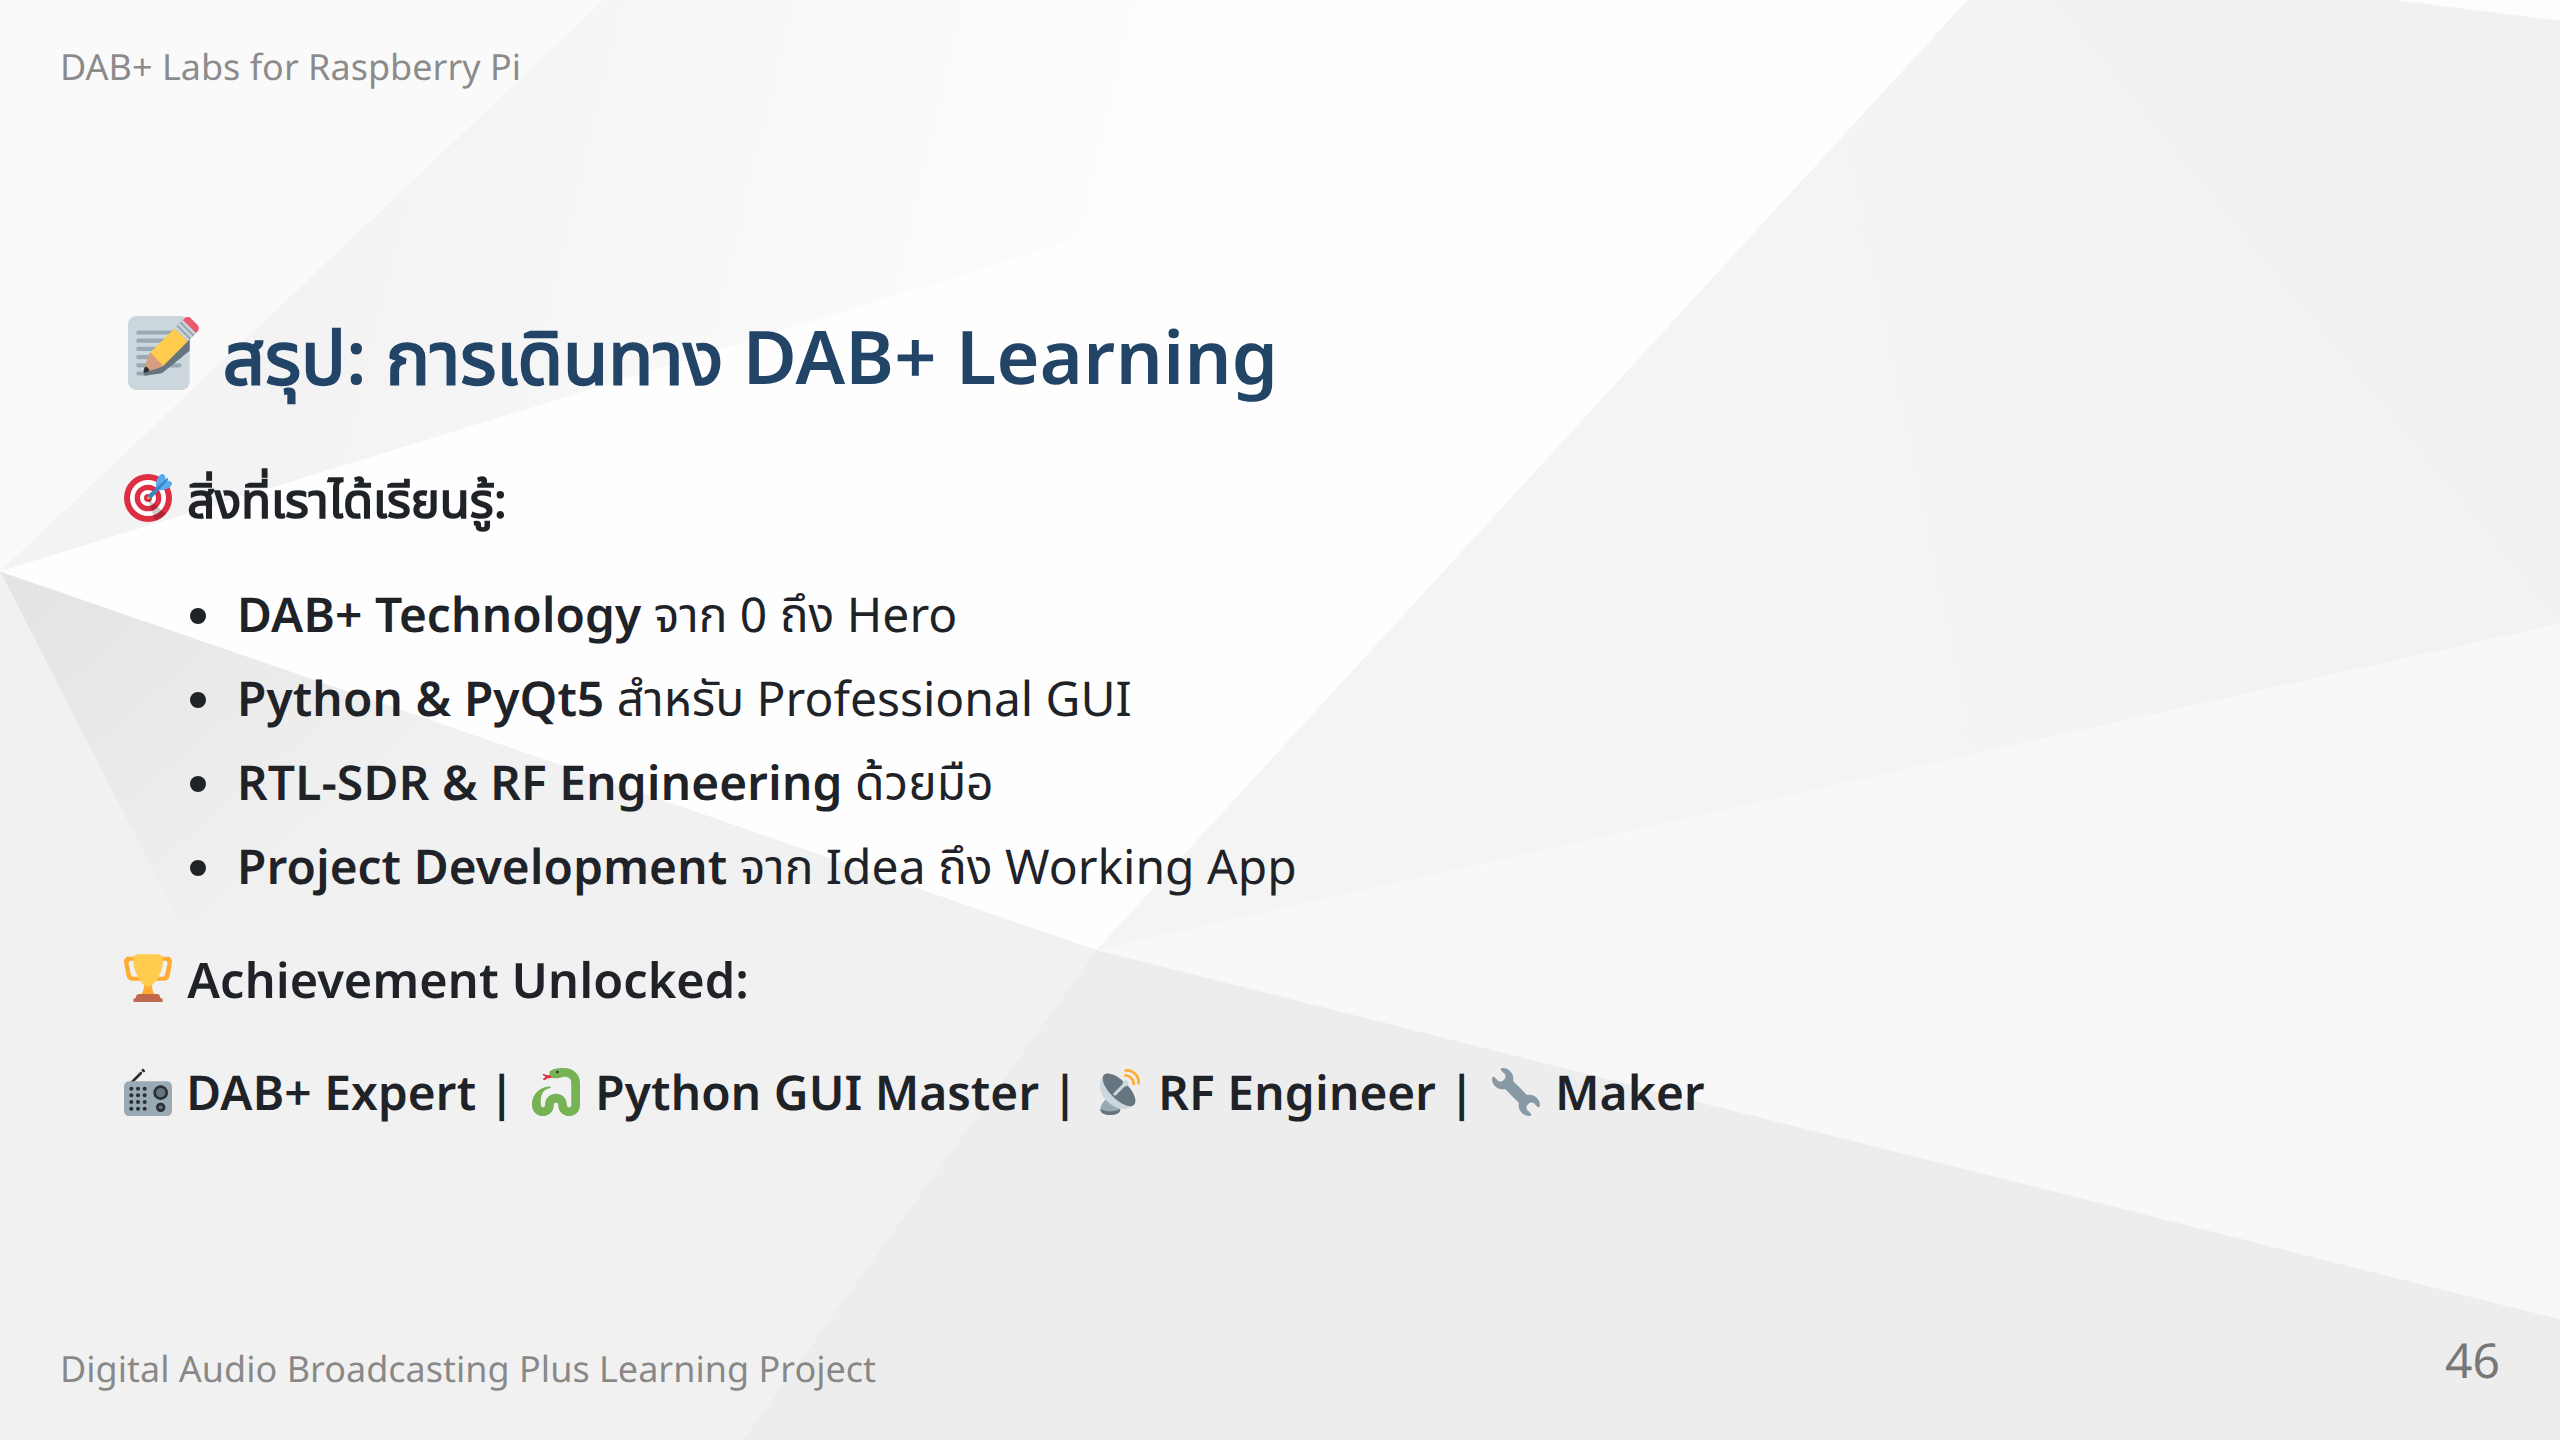 DAB+ Labs for Raspberry Pi
📝 สรุป: การเดินทาง DAB+ Learning
🎯 สิ่งที่เราได้เรียนรู้:
• DAB+ Technology จาก 0 ถึง Hero
• Python & PyQt5 สำหรับ Professional GUI
• RTL-SDR & RF Engineering ด้วยมือ
• Project Development จาก Idea ถึง Working App
🏆 Achievement Unlocked:
📻 DAB+ Expert | 🐍 Python GUI Master | 📡 RF Engineer | 🔧 Maker
Digital Audio Broadcasting Plus Learning Project
46